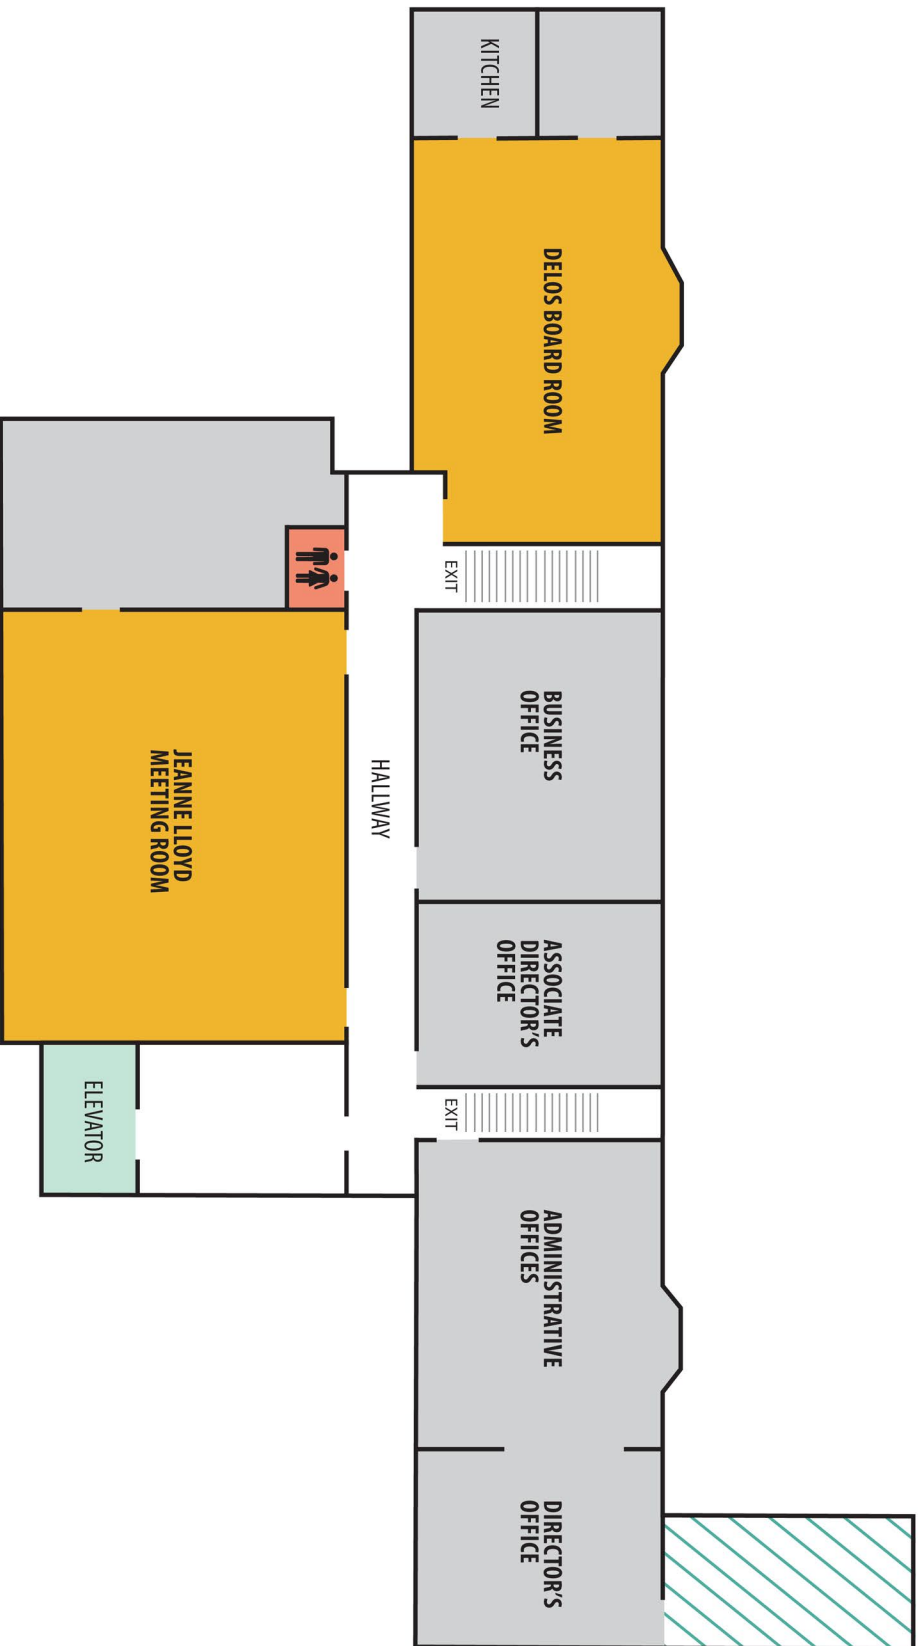 KITCHEN
DELOS BOARD ROOM
EXIT
BUSINESS
OFFICE
HALLWAY
JEANNE LLOYD
MEETING ROOM
ASSOCIATE
DIRECTOR'S
OFFICE
EXIT
ELEVATOR
ADMINISTRATIVE
OFFICES
DIRECTOR'S
OFFICE